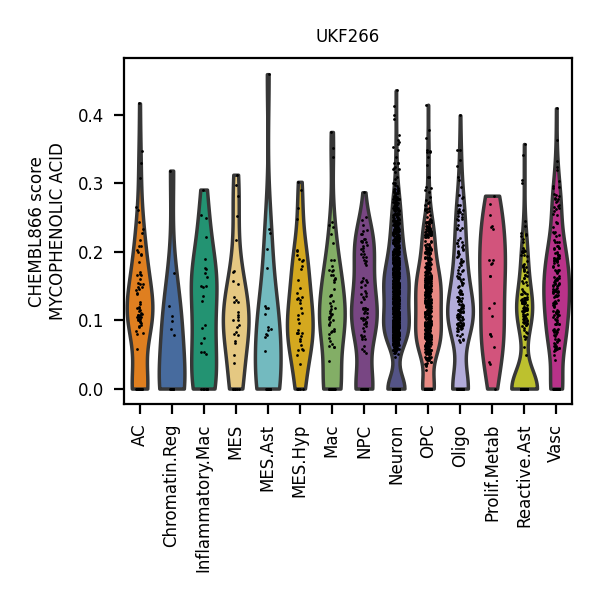 UKF266
CHEMBL866 score
MYCOPHENOLIC ACID
0.4
0.3
0.2
0.1
0.0
AC
Chromatin.Reg
Inflammatory.Mac
MES
MES.Ast
MES.Hyp
Mac
NPC
Neuron
OPC
Oligo
Prolif.Metab
Reactive.Ast
Vasc